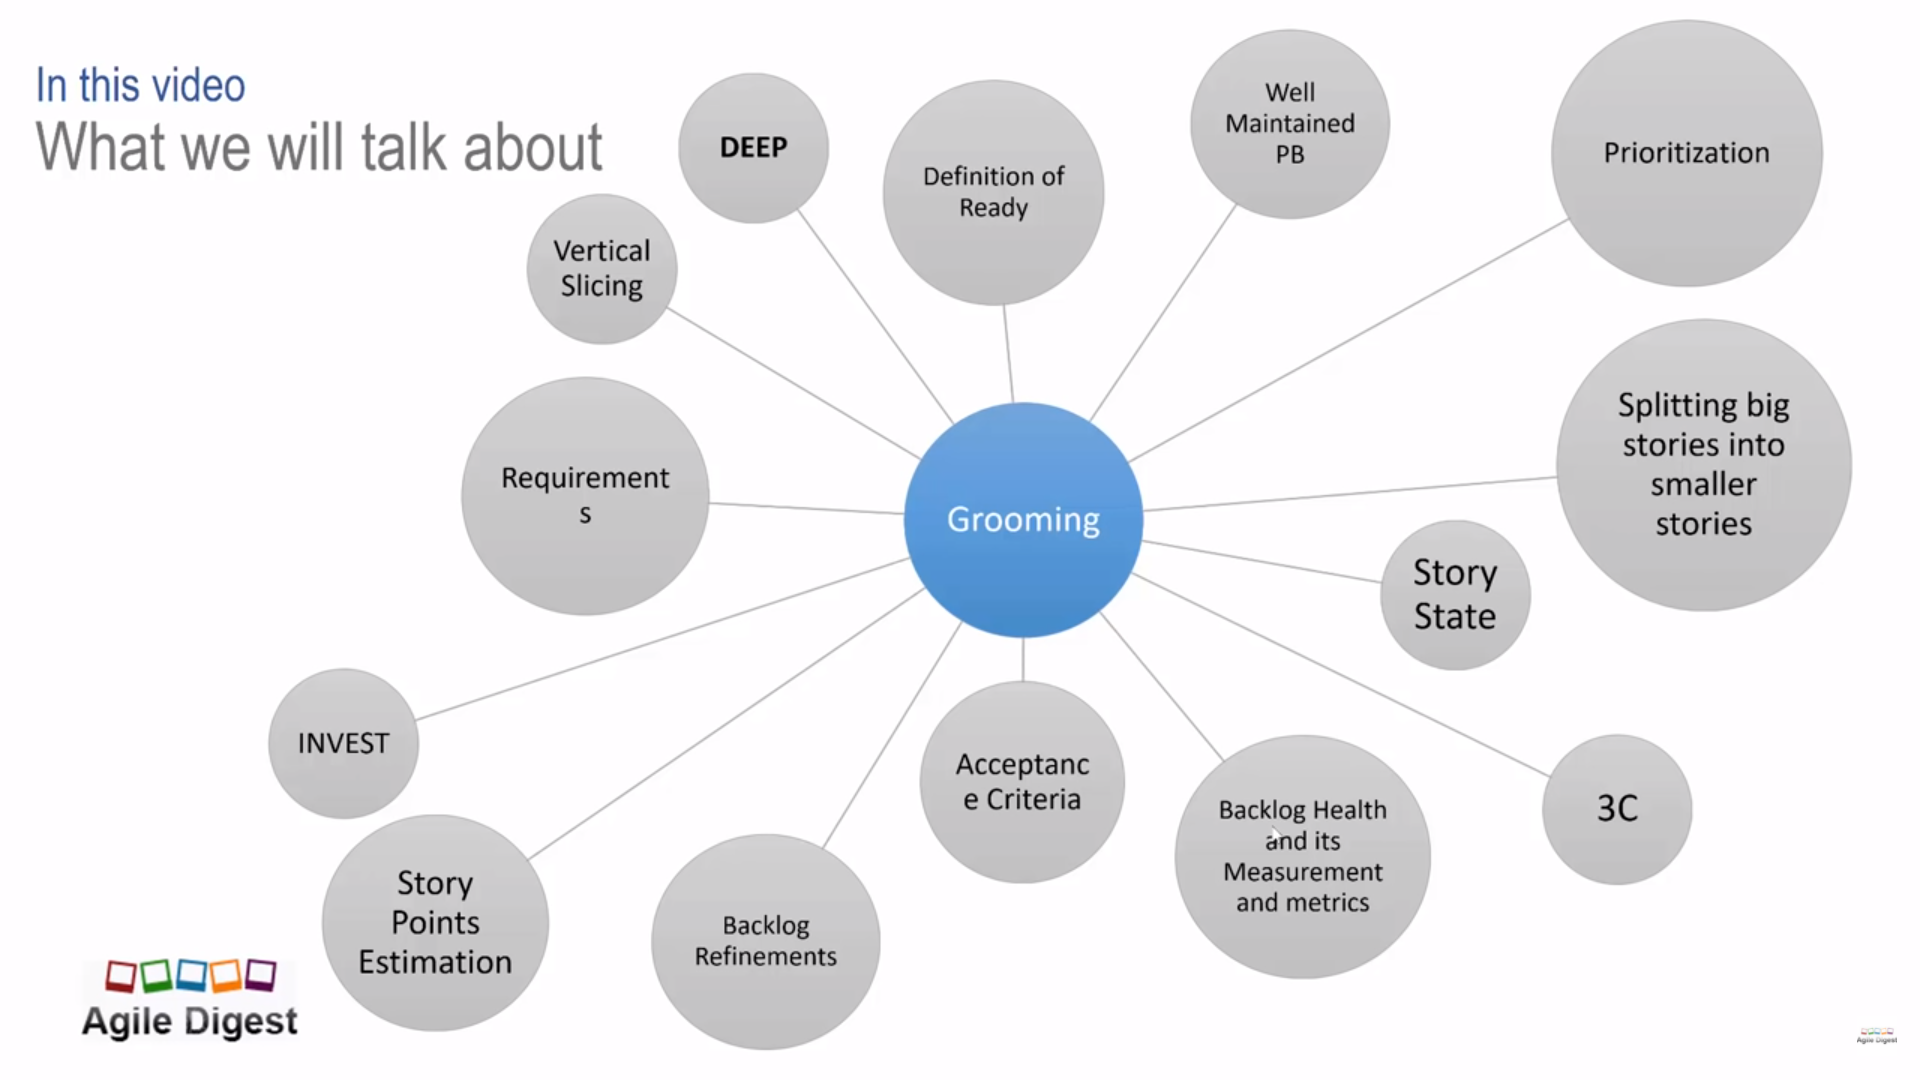 In this video
What we will talk about
DEEP
Definition of
Ready
Well
Maintained
PB
Prioritization
Vertical
Slicing
Requirement
s
Grooming
Splitting big
stories into
smaller
stories
Story
State
INVEST
Acceptanc
e Criteria
Backlog Health
and its
Measurement
and metrics
3C
Story
Points
Estimation
Backlog
Refinements
Agile Digest
Agile Digest